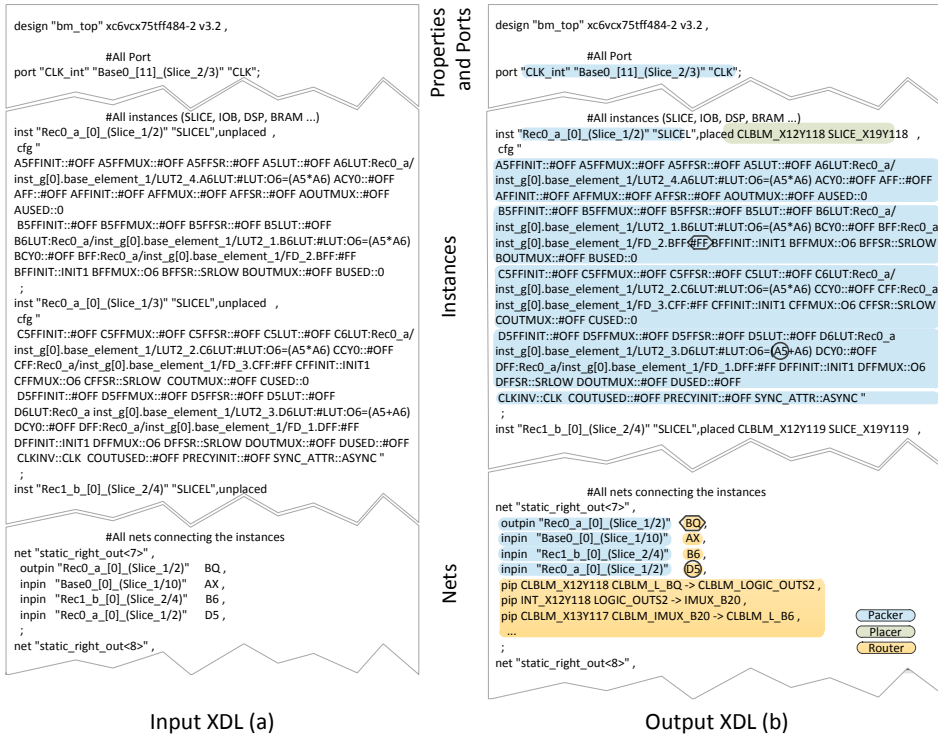 design "bm_top" xc6vcx75tff484-2 v3.2 ,
#All Port
port "CLK_int" "Base0_[11]_(Slice_2/3)" "CLK";
#All instances (SLICE, IOB, DSP, BRAM ...)
inst "Rec0_a_[0]_(Slice_1/2)" "SLICEL",unplaced ,
cfg "
A5FFINIT::#OFF A5FFMUX::#OFF A5FFSR::#OFF A5LUT::#OFF A6LUT:Rec0_a/
inst_g[0].base_element_1/LUT2_4.A6LUT:#LUT:O6=(A5*A6) ACY0::#OFF
AFF::#OFF AFFINIT::#OFF AFFMUX::#OFF AFFSR::#OFF AOUTMUX::#OFF
AUSED::0
B5FFINIT::#OFF B5FFMUX::#OFF B5FFSR::#OFF B5LUT::#OFF
B6LUT:Rec0_a/inst_g[0].base_element_1/LUT2_1.B6LUT:#LUT:O6=(A5*A6)
BCY0::#OFF BFF:Rec0_a/inst_g[0].base_element_1/FD_2.BFF:#FF
BFFINIT::INIT1 BFFMUX::O6 BFFSR::SRLOW BOUTMUX::#OFF BUSED::0
;
inst "Rec0_a_[0]_(Slice_1/3)" "SLICEL",unplaced ,
cfg "
C5FFINIT::#OFF C5FFMUX::#OFF C5FFSR::#OFF C5LUT::#OFF C6LUT:Rec0_a/
inst_g[0].base_element_1/LUT2_2.C6LUT:#LUT:O6=(A5*A6) CCY0::#OFF
CFF:Rec0_a/inst_g[0].base_element_1/FD_3.CFF:#FF CFFINIT::INIT1
CFFMUX::O6 CFFSR::SRLOW COUTMUX::#OFF CUSED::0
D5FFINIT::#OFF D5FFMUX::#OFF D5FFSR::#OFF D5LUT::#OFF
D6LUT:Rec0_a inst_g[0].base_element_1/LUT2_3.D6LUT:#LUT:O6=(A5+A6)
DCY0::#OFF DFF:Rec0_a/inst_g[0].base_element_1/FD_1.DFF:#FF
DFFINIT::INIT1 DFFMUX::O6 DFFSR::SRLOW DOUTMUX::#OFF DUSED::#OFF
CLKINV::CLK COUTUSED::#OFF PRECYINIT::#OFF SYNC_ATTR::ASYNC "
;
inst "Rec1_b_[0]_(Slice_2/4)" "SLICEL",unplaced
#All nets connecting the instances
net "static_right_out<7>" ,
outpin "Rec0_a_[0]_(Slice_1/2)" BQ ,
inpin "Base0_[0]_(Slice_1/10)" AX ,
inpin "Rec1_b_[0]_(Slice_2/4)" B6 ,
inpin "Rec0_a_[0]_(Slice_1/2)" D5 ,
;
net "static_right_out<8>" ,
Input XDL (a)
Properties
and Ports
Instances
Nets
design "bm_top" xc6vcx75tff484-2 v3.2 ,
#All Port
port "CLK_int" "Base0_[11]_(Slice_2/3)" "CLK";
#All instances (SLICE, IOB, DSP, BRAM ...)
inst "Rec0_a_[0]_(Slice_1/2)" "SLICEL",placed CLBLM_X12Y118 SLICE_X19Y118 ,
cfg "
A5FFINIT::#OFF A5FFMUX::#OFF A5FFSR::#OFF A5LUT::#OFF A6LUT:Rec0_a/
inst_g[0].base_element_1/LUT2_4.A6LUT:#LUT:O6=(A5*A6) ACY0::#OFF AFF::#OFF
AFFINIT::#OFF AFFMUX::#OFF AFFSR::#OFF AOUTMUX::#OFF AUSED::0
B5FFINIT::#OFF B5FFMUX::#OFF B5FFSR::#OFF B5LUT::#OFF B6LUT:Rec0_a/
inst_g[0].base_element_1/LUT2_1.B6LUT:#LUT:O6=(A5*A6) BCY0::#OFF BFF:Rec0_a/
inst_g[0].base_element_1/FD_2.BFF:#FF BFFINIT::INIT1 BFFMUX::O6 BFFSR::SRLOW
BOUTMUX::#OFF BUSED::0
C5FFINIT::#OFF C5FFMUX::#OFF C5FFSR::#OFF C5LUT::#OFF C6LUT:Rec0_a/
inst_g[0].base_element_1/LUT2_2.C6LUT:#LUT:O6=(A5*A6) CCY0::#OFF CFF:Rec0_a/
inst_g[0].base_element_1/FD_3.CFF:#FF CFFINIT::INIT1 CFFMUX::O6 CFFSR::SRLOW
COUTMUX::#OFF CUSED::0
D5FFINIT::#OFF D5FFMUX::#OFF D5FFSR::#OFF D5LUT::#OFF D6LUT:Rec0_a
inst_g[0].base_element_1/LUT2_3.D6LUT:#LUT:O6=(A5+A6) DCY0::#OFF
DFF:Rec0_a/inst_g[0].base_element_1/FD_1.DFF:#FF DFFINIT::INIT1 DFFMUX::O6
DFFSR::SRLOW DOUTMUX::#OFF DUSED::#OFF
CLKINV::CLK COUTUSED::#OFF PRECYINIT::#OFF SYNC_ATTR::ASYNC "
;
inst "Rec1_b_[0]_(Slice_2/4)" "SLICEL",placed CLBLM_X12Y119 SLICE_X19Y119 ,
#All nets connecting the instances
net "static_right_out<7>" ,
outpin "Rec0_a_[0]_(Slice_1/2)" BQ ,
inpin "Base0_[0]_(Slice_1/10)" AX ,
inpin "Rec1_b_[0]_(Slice_2/4)" B6 ,
inpin "Rec0_a_[0]_(Slice_1/2)" D5 ,
pip CLBLM_X12Y118 CLBLM_L_BQ -> CLBLM_LOGIC_OUTS2 ,
pip INT_X12Y118 LOGIC_OUTS2 -> IMUX_B20 ,
pip CLBLM_X13Y117 CLBLM_IMUX_B20 -> CLBLM_L_B6 ,
...
;
net "static_right_out<8>" ,
Packer
Placer
Router
Output XDL (b)